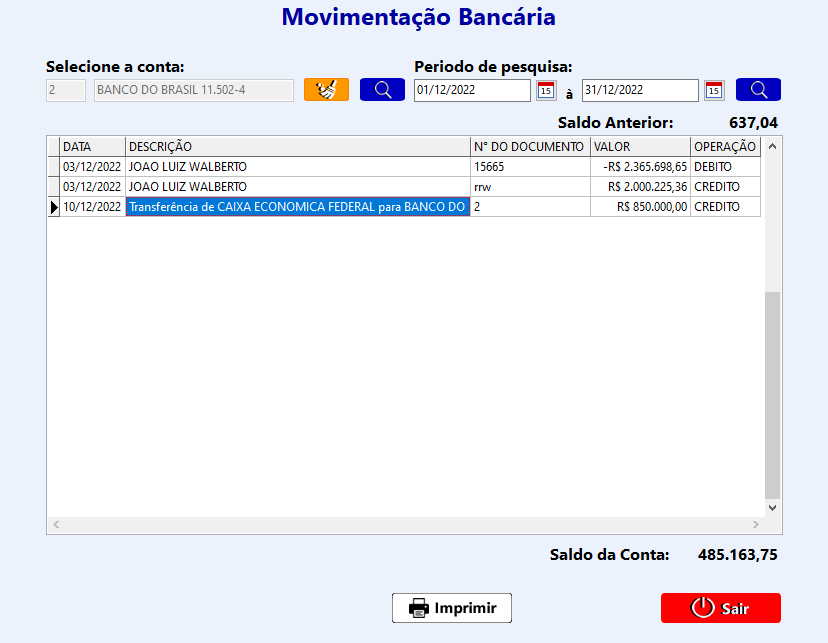 Movimentação Bancária
Selecione a conta: Periodo de pesquisa:
2 BANCO DO BRASIL 11.502-4 01/12/2022 15 à 31/12/2022 15
Saldo Anterior: 637,04
DATA DESCRIÇÃO N° DO DOCUMENTO VALOR OPERAÇÃO
03/12/2022 JOAO LUIZ WALBERTO 15665 -R$ 2.365.698,65 DEBITO
03/12/2022 JOAO LUIZ WALBERTO rrw R$ 2.000.225,36 CREDITO
10/12/2022 Transferência de CAIXA ECONOMICA FEDERAL para BANCO DO 2 R$ 850.000,00 CREDITO
Saldo da Conta: 485.163,75
Imprimir Sair